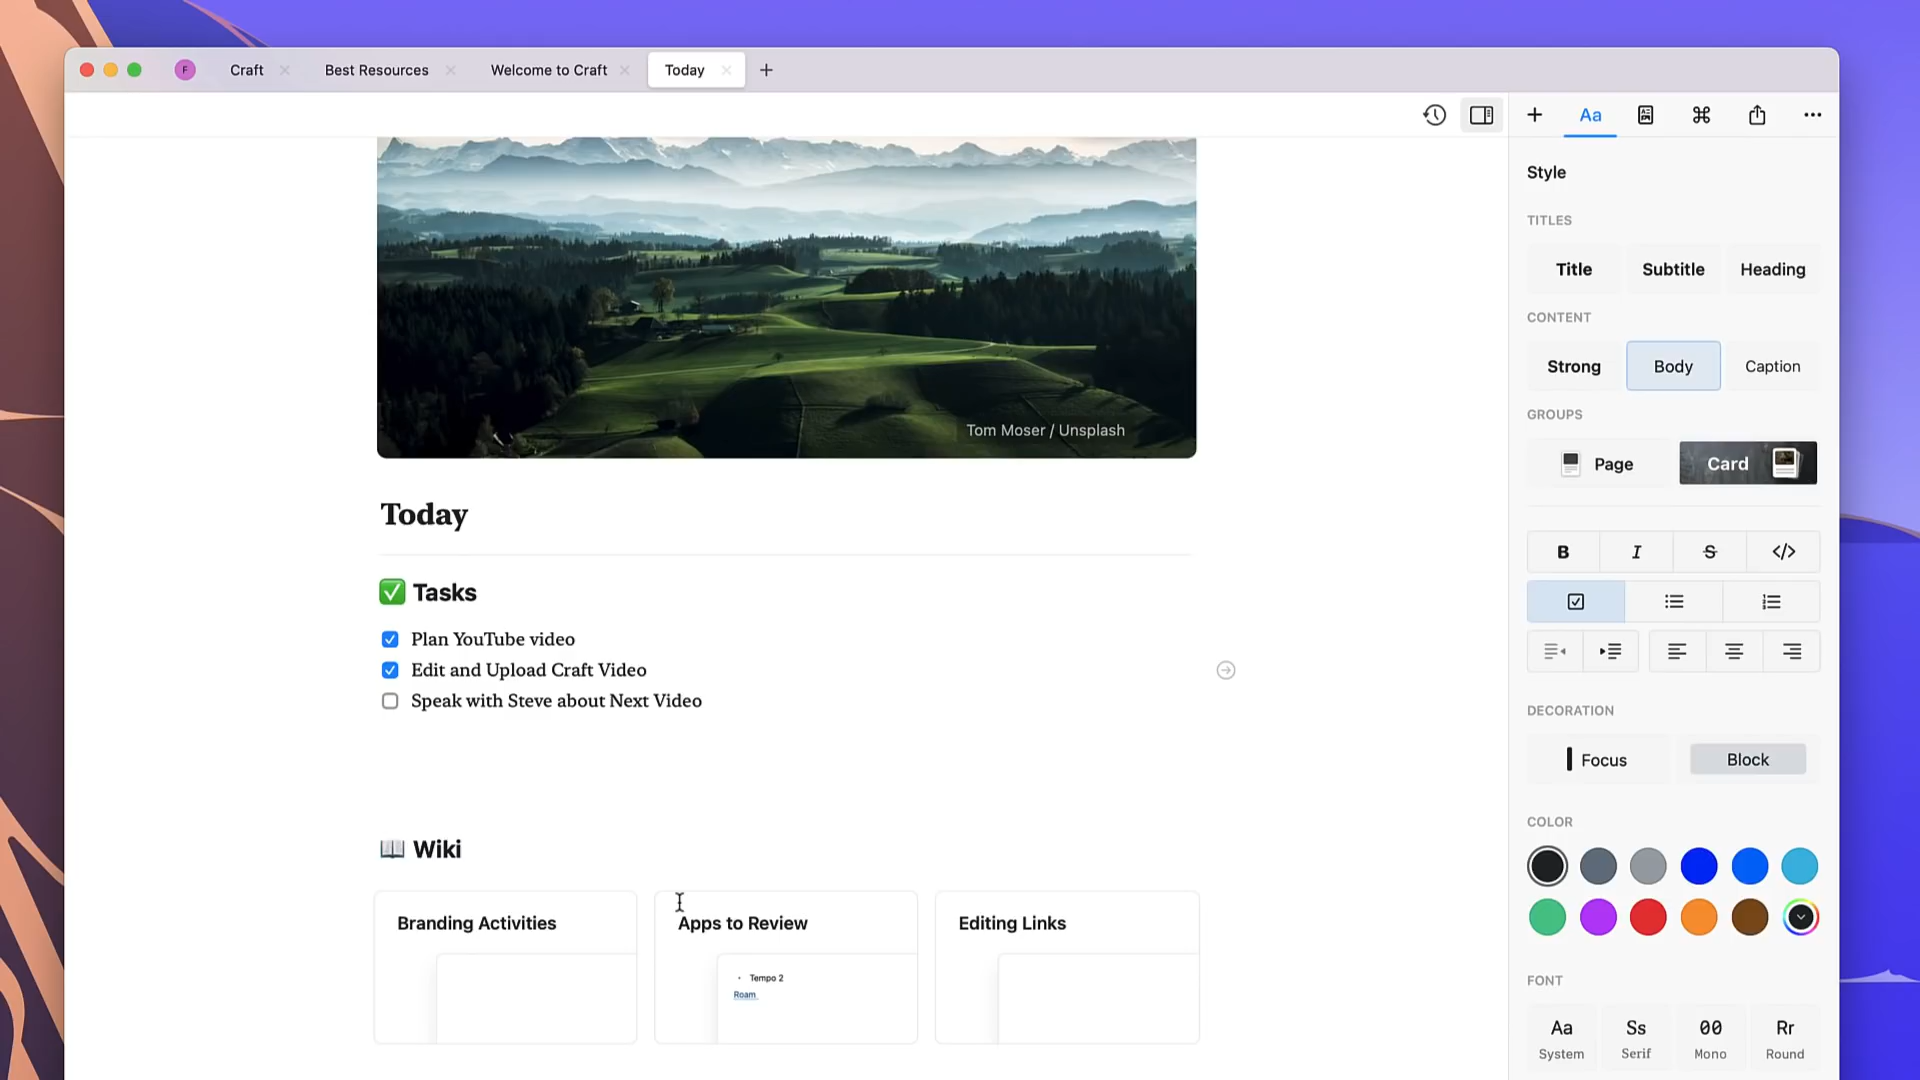 F Craft Best Resources Welcome to Craft Today
Aa
Style
TITLES
Title Subtitle Heading
CONTENT
Strong Body Caption
GROUPS
Page Card
B I S </>
DECORATION
Focus Block
COLOR
FONT
Aa Ss 00 Rr
System Serif Mono Round
Tom Moser / Unsplash
Today
✅ Tasks
Plan YouTube video
Edit and Upload Craft Video
Speak with Steve about Next Video
📖 Wiki
Branding Activities
Apps to Review
• Tempo 2
Roam
Editing Links